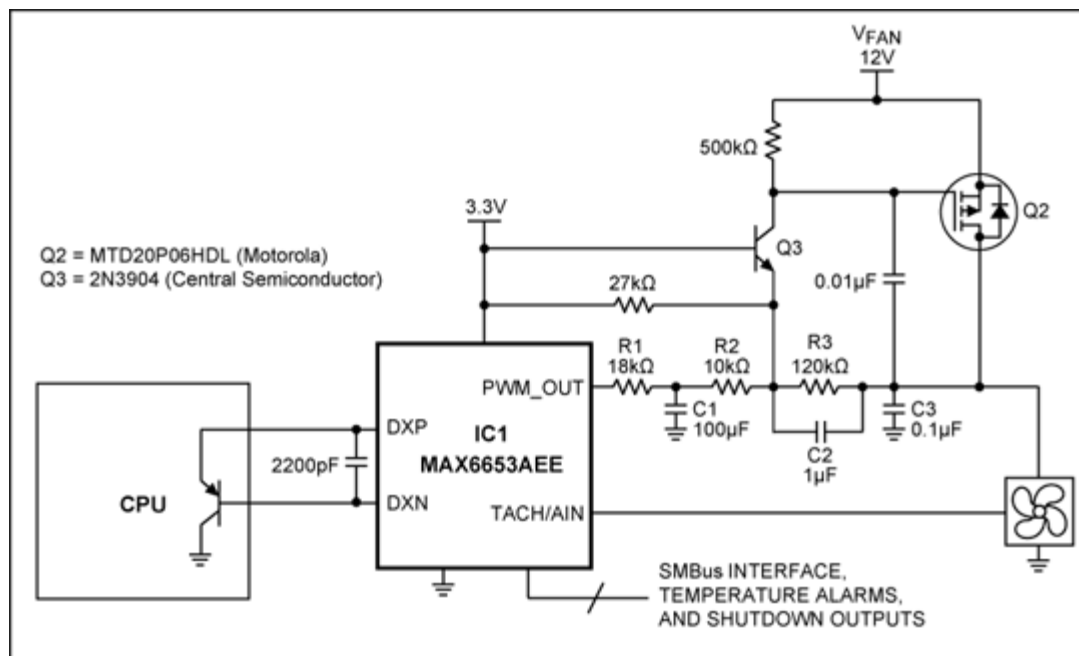 VFAN
12V
500kΩ
3.3V
Q2
Q3
Q2 = MTD20P06HDL (Motorola)
Q3 = 2N3904 (Central Semiconductor)
27kΩ
0.01µF
R1
18kΩ
R2
10kΩ
R3
120kΩ
PWM_OUT
C1
100µF
C3
0.1µF
C2
1µF
DXP
IC1
MAX6653AEE
2200pF
CPU
DXN
TACH/AIN
SMBus INTERFACE,
TEMPERATURE ALARMS,
AND SHUTDOWN OUTPUTS